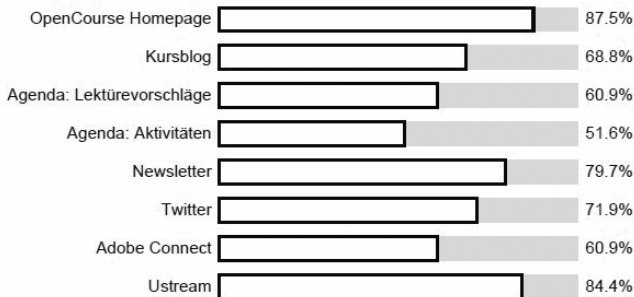 OpenCourse Homepage 87.5%
Kursblog 68.8%
Agenda: Lektürevorschläge 60.9%
Agenda: Aktivitäten 51.6%
Newsletter 79.7%
Twitter 71.9%
Adobe Connect 60.9%
Ustream 84.4%